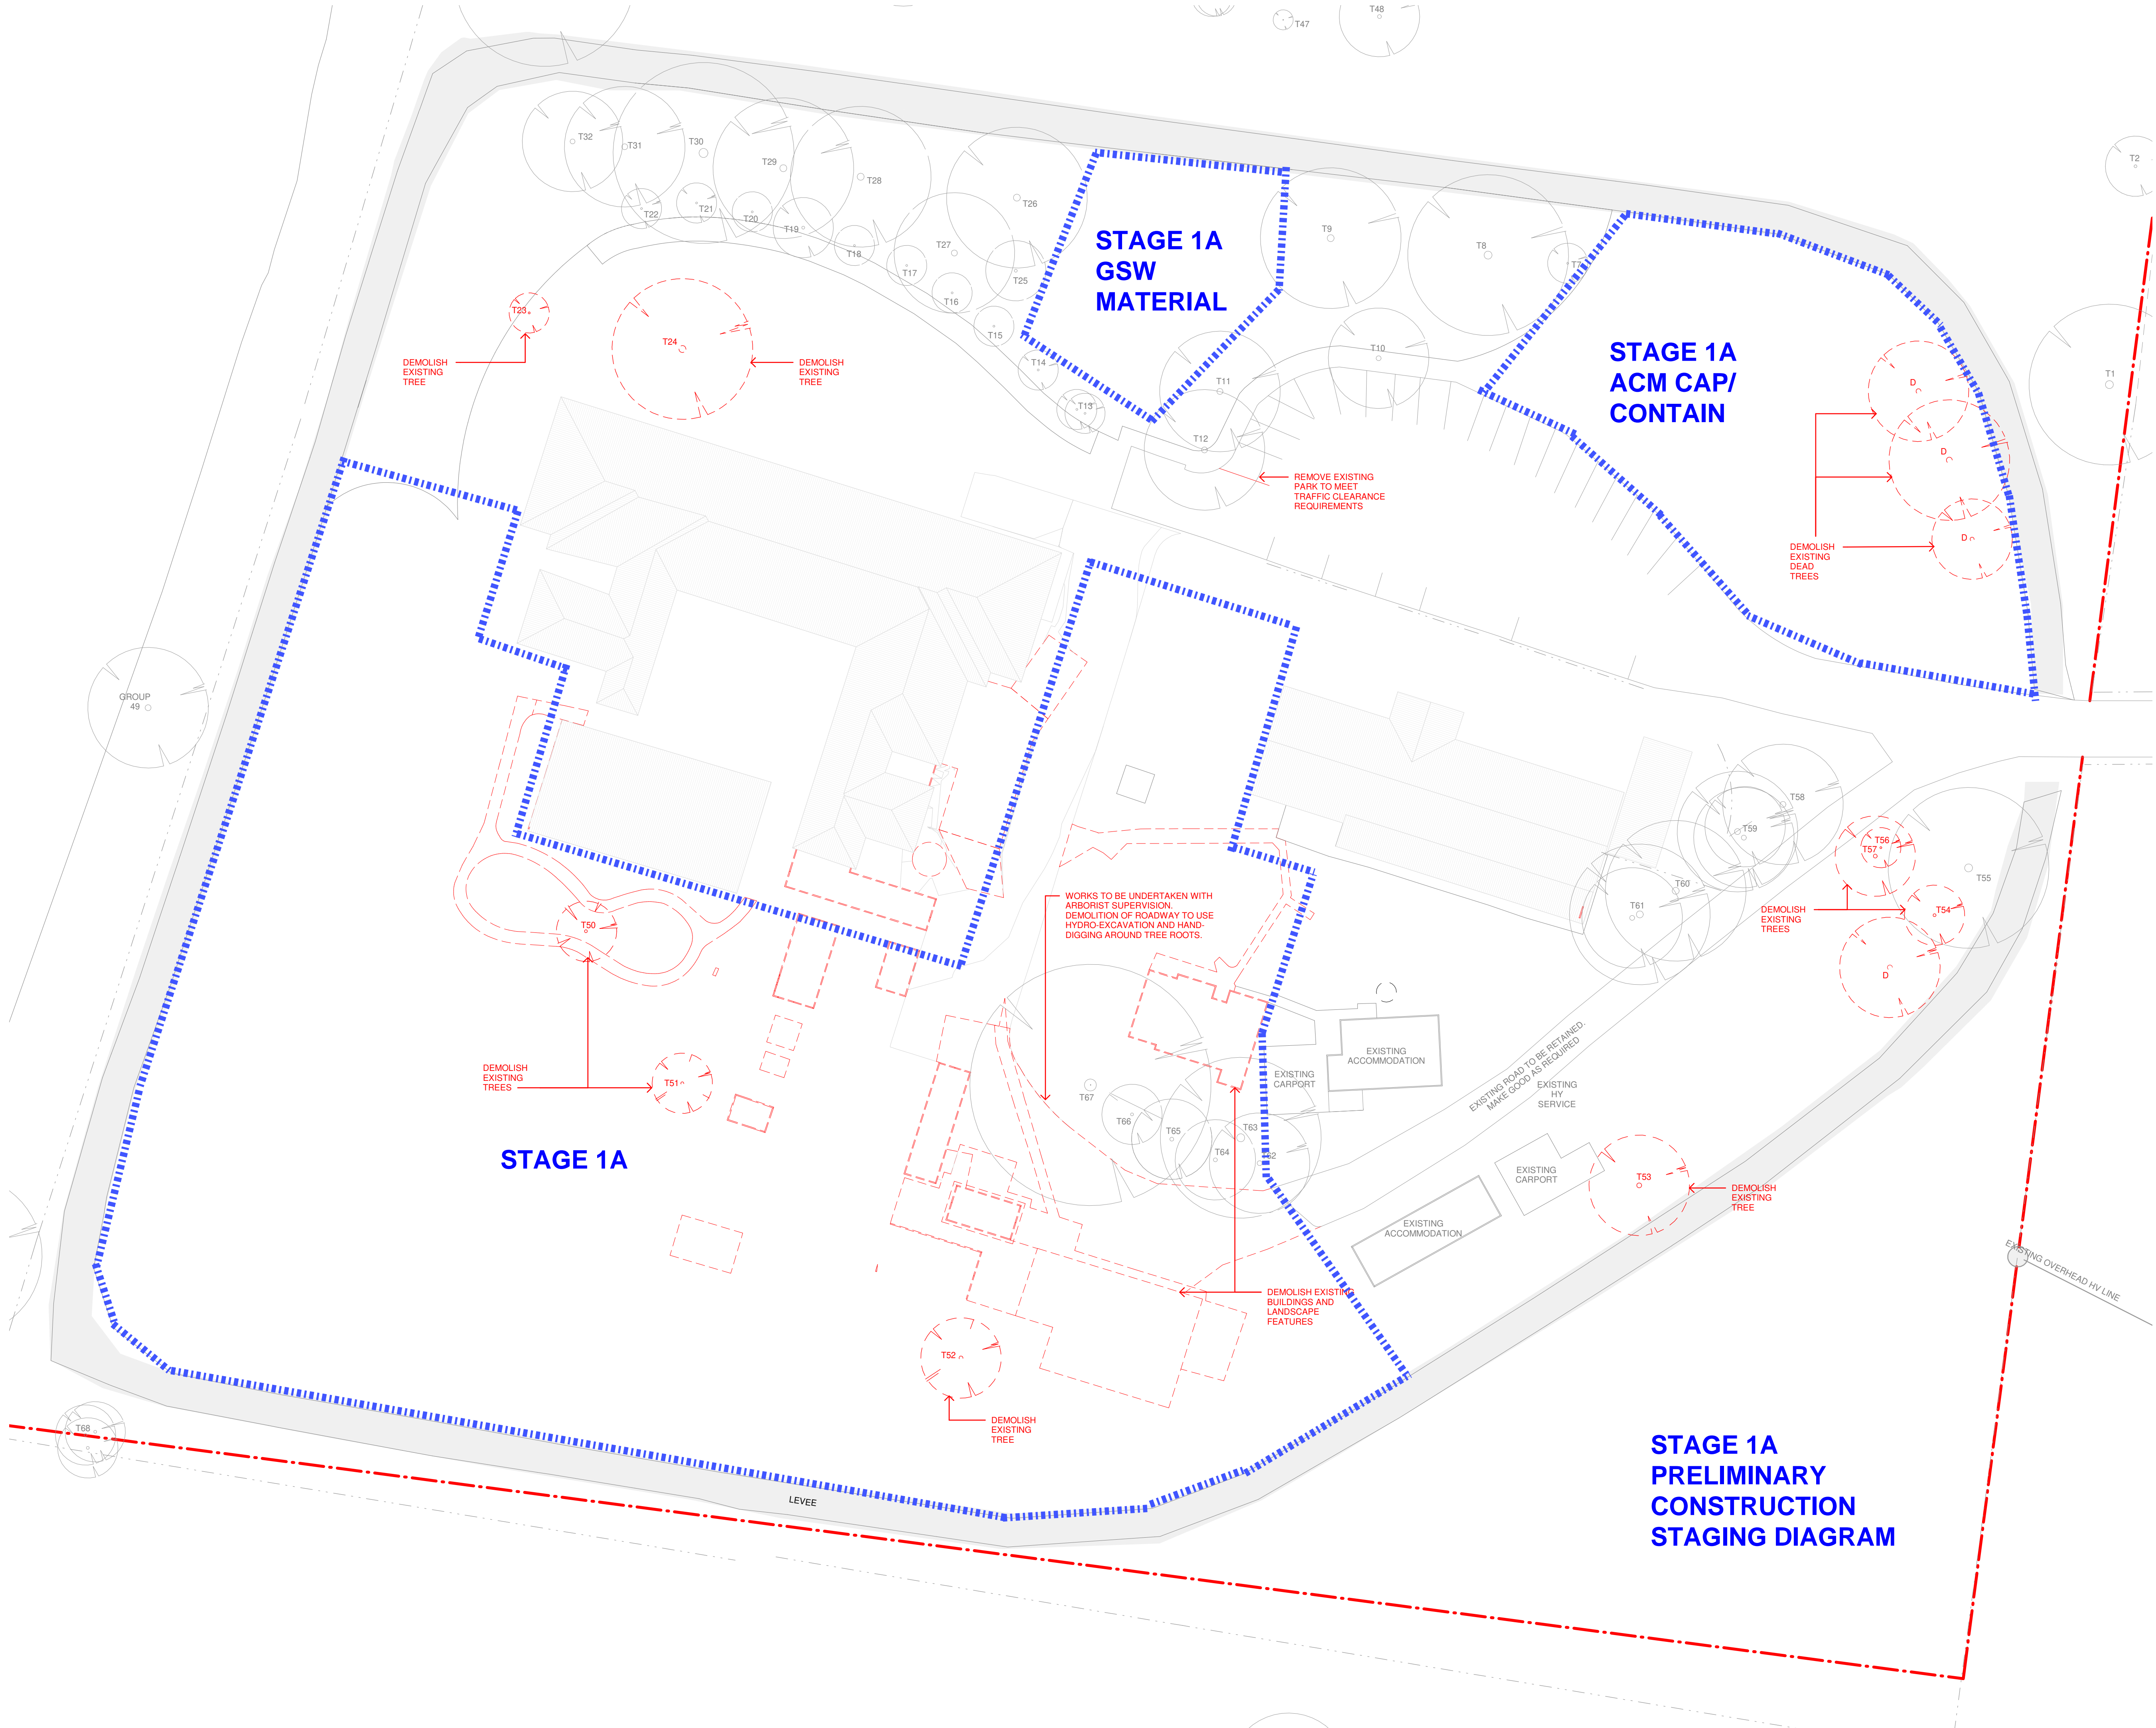 T47
T48
T2
T32
T31
T30
T29
T28
T26
T22
T21
T20
T19
T18
T27
T17
T25
T16
T15
T14
T13
T9
T8
T7
T10
T11
T12
T1
STAGE 1A
GSW
MATERIAL
STAGE 1A
ACM CAP/
CONTAIN
T23
T24
DEMOLISH
EXISTING
TREE
DEMOLISH
EXISTING
TREE
D
D
D
REMOVE EXISTING
PARK TO MEET
TRAFFIC CLEARANCE
REQUIREMENTS
DEMOLISH
EXISTING
DEAD
TREES
GROUP
49
T58
T59
T60
T61
T56
T57
T55
T54
D
DEMOLISH
EXISTING
TREES
WORKS TO BE UNDERTAKEN WITH
ARBORIST SUPERVISION.
DEMOLITION OF ROADWAY TO USE
HYDRO-EXCAVATION AND HAND-
DIGGING AROUND TREE ROOTS.
T50
DEMOLISH
EXISTING
TREES
T51
T67
T66
T65
T64
T63
EXISTING
ACCOMMODATION
EXISTING
CARPORT
EXISTING ROAD TO BE RETAINED.
MAKE GOOD AS REQUIRED
EXISTING
HY
SERVICE
STAGE 1A
EXISTING
CARPORT
T53
DEMOLISH
EXISTING
TREE
EXISTING
ACCOMMODATION
EXISTING OVERHEAD HV LINE
DEMOLISH EXISTING
BUILDINGS AND
LANDSCAPE
FEATURES
T52
DEMOLISH
EXISTING
TREE
T68
LEVEE
STAGE 1A
PRELIMINARY
CONSTRUCTION
STAGING DIAGRAM